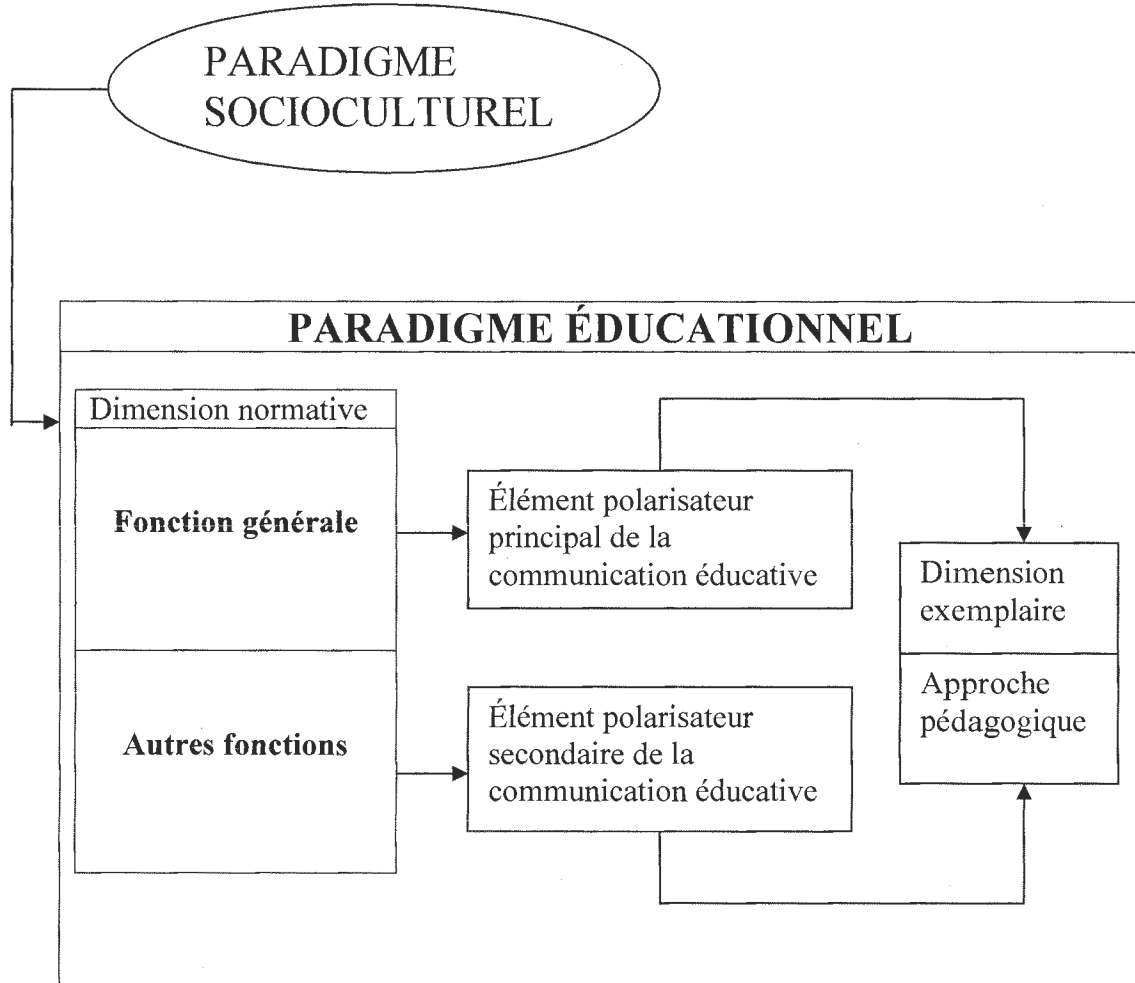 PARADIGME
SOCIOCULTUREL
PARADIGME ÉDUCATIONNEL
Dimension normative
Fonction générale
Élément polarisateur
principal de la
communication éducative
Dimension
exemplaire
Approche
pédagogique
Autres fonctions
Élément polarisateur
secondaire de la
communication éducative